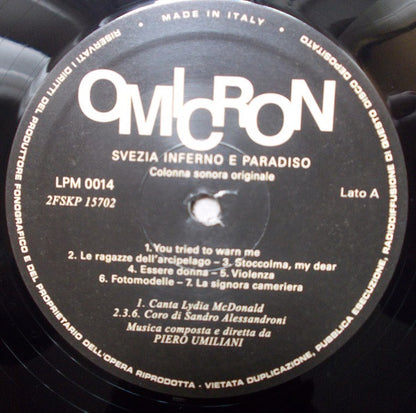 MADE IN ITALY
RISERVATI I DIRITTI DEL PRODUTTORE FONOGRAFICO E DEL PROPRIETARIO DELL'OPERA RIPRODOTTA - VIETATA DUPLICAZIONE, PUBBLICA ESECUZIONE, RADIODIFFUSIONE DI QUESTO DISCO DEPOSITATO
OMICRON
SVEZIA INFERNO E PARADISO
Colonna sonora originale
LPM 0014
2FSKP 15702
Lato A
1. You tried to warn me
2. Le ragazze dell'arcipelago – 3. Stoccolma, my dear
4. Essere donna – 5. Violenza
6. Fotomodelle – 7. La signora cameriera
1. Canta Lydia McDonald
2.3.6. Coro di Sandro Alessandroni
Musica composta e diretta da
PIERO UMILIANI